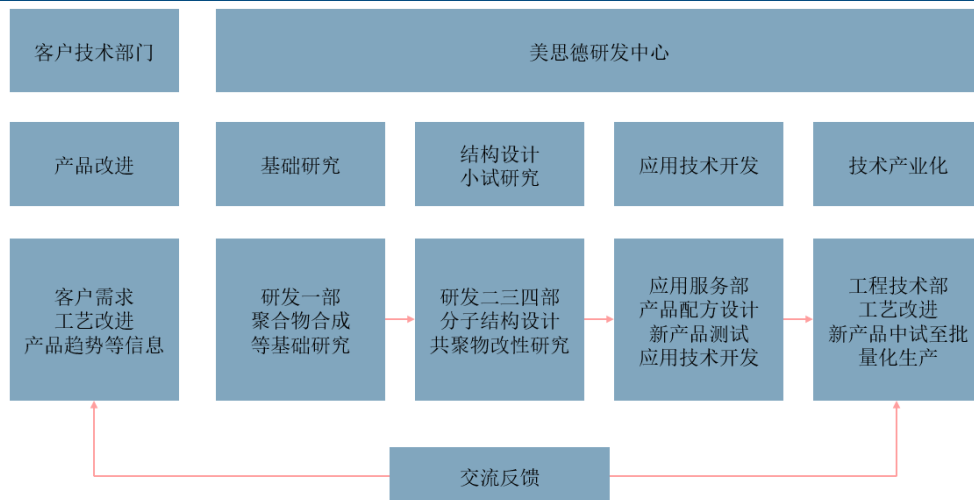 客户技术部门
美思德研发中心
产品改进
基础研究
结构设计
小试研究
应用技术开发
技术产业化
客户需求
工艺改进
产品趋势等信息
研发一部
聚合物合成
等基础研究
研发二三四部
分子结构设计
共聚物改性研究
应用服务部
产品配方设计
新产品测试
应用技术开发
工程技术部
工艺改进
新产品中试至批
量化生产
交流反馈